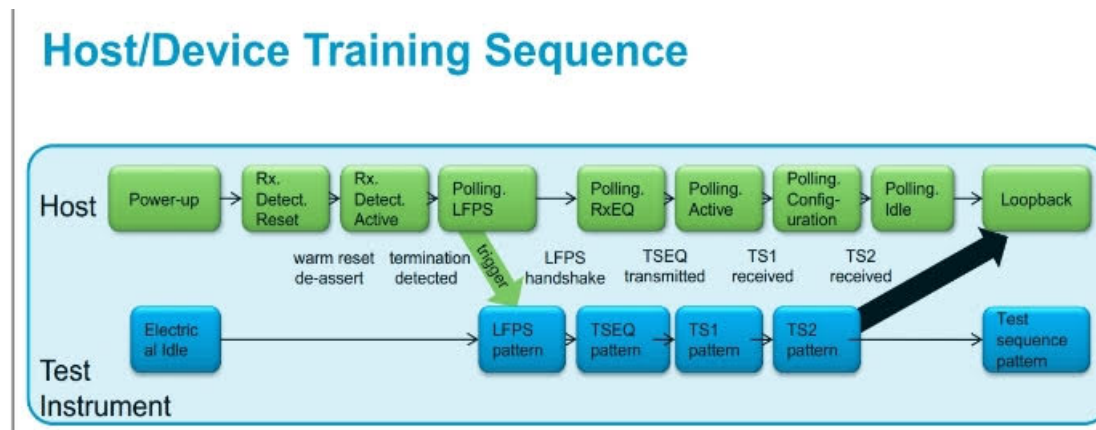 Host/Device Training Sequence
Host
Power-up
Rx.
Detect.
Reset
Rx.
Detect.
Active
Polling.
LFPS
Polling.
RxEQ
Polling.
Active
Polling.
Config-
uration
Polling.
Idle
Loopback
warm reset
de-assert
termination
detected
trigger
LFPS
handshake
TSEQ
transmitted
TS1
received
TS2
received
Electric
al Idle
LFPS
pattern
TSEQ
pattern
TS1
pattern
TS2
pattern
Test
sequence
pattern
Test
Instrument